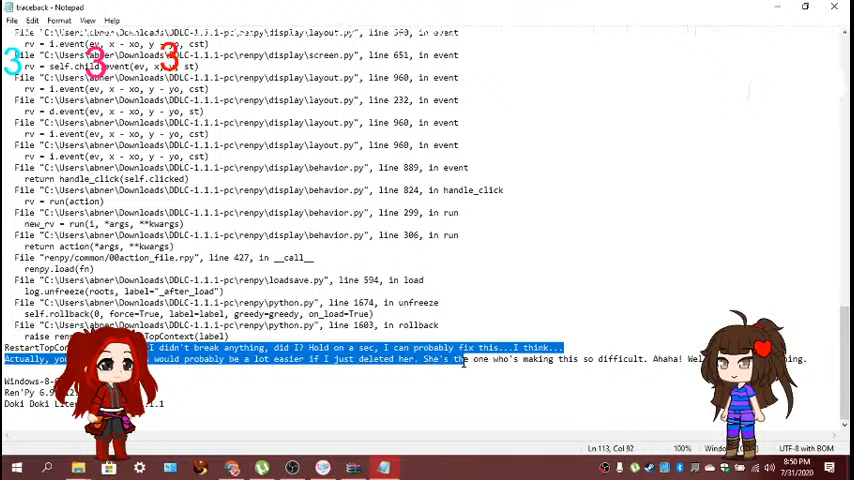 traceback - Notepad
File Edit Format View Help
File "C:\Users\abner\Downloads\DDLC-1.1.1-pc\renpy\display\layout.py", line 960, in event
rv = i.event(ev, x - xo, y - yo, cst)
File "C:\Users\abner\Downloads\DDLC-1.1.1-pc\renpy\display\screen.py", line 651, in event
rv = self.child.event(ev, x, y, st)
File "C:\Users\abner\Downloads\DDLC-1.1.1-pc\renpy\display\layout.py", line 960, in event
rv = i.event(ev, x - xo, y - yo, cst)
File "C:\Users\abner\Downloads\DDLC-1.1.1-pc\renpy\display\layout.py", line 232, in event
rv = d.event(ev, x - xo, y - yo, st)
File "C:\Users\abner\Downloads\DDLC-1.1.1-pc\renpy\display\layout.py", line 960, in event
rv = i.event(ev, x - xo, y - yo, cst)
File "C:\Users\abner\Downloads\DDLC-1.1.1-pc\renpy\display\layout.py", line 960, in event
rv = i.event(ev, x - xo, y - yo, cst)
File "C:\Users\abner\Downloads\DDLC-1.1.1-pc\renpy\display\behavior.py", line 889, in event
return handle_click(self.clicked)
File "C:\Users\abner\Downloads\DDLC-1.1.1-pc\renpy\display\behavior.py", line 824, in handle_click
rv = run(action)
File "C:\Users\abner\Downloads\DDLC-1.1.1-pc\renpy\display\behavior.py", line 299, in run
new_rv = run(i, *args, **kwargs)
File "C:\Users\abner\Downloads\DDLC-1.1.1-pc\renpy\display\behavior.py", line 306, in run
return action(*args, **kwargs)
File "renpy/common/00action_file.rpy", line 427, in __call__
renpy.load(fn)
File "C:\Users\abner\Downloads\DDLC-1.1.1-pc\renpy\loadsave.py", line 594, in load
log.unfreeze(roots, label="_after_load")
File "C:\Users\abner\Downloads\DDLC-1.1.1-pc\renpy\python.py", line 1674, in unfreeze
self.rollback(0, force=True, label=label, greedy=greedy, on_load=True)
File "C:\Users\abner\Downloads\DDLC-1.1.1-pc\renpy\python.py", line 1603, in rollback
raise ren TopContext(label)
RestartTopCon I didn't break anything, did I? Hold on a sec, I can probably fix this...I think...
Actually, yo would probably be a lot easier if I just deleted her. She's the one who's making this so difficult. Ahaha! Wel hing.
Windows-8-6
Ren'Py 6.9
Doki Doki Lite 1.1
3 3 3
Ln 113, Col 92 100% Window UTF-8 with BOM
8:50 PM
7/31/2020